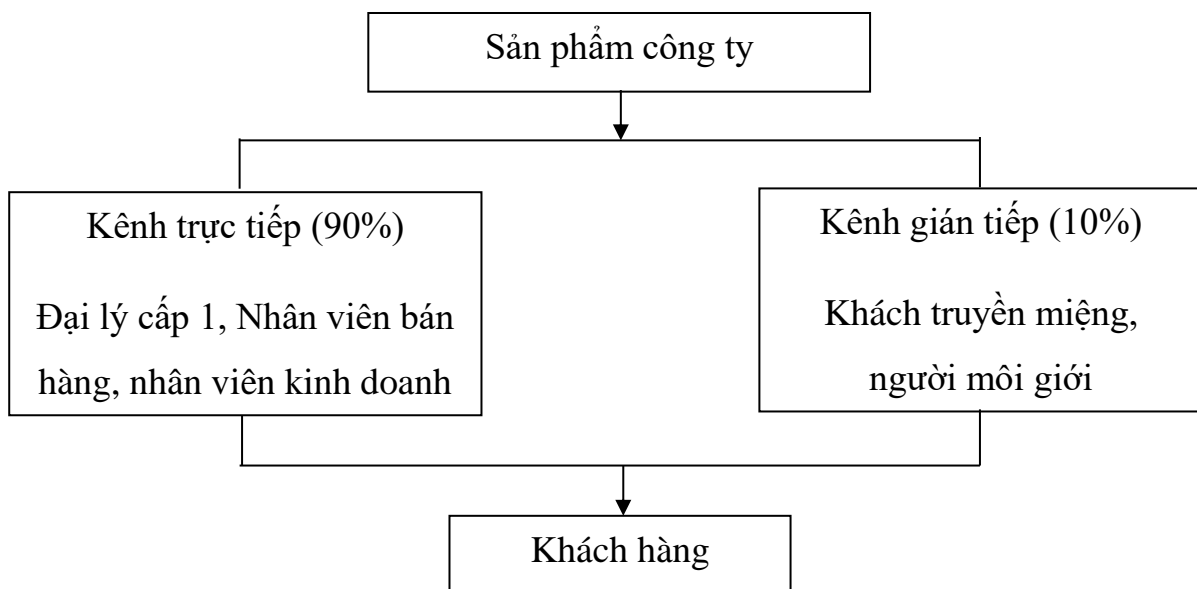 Sản phẩm công ty
Kênh trực tiếp (90%)
Đại lý cấp 1, Nhân viên bán
hàng, nhân viên kinh doanh
Kênh gián tiếp (10%)
Khách truyền miệng,
người môi giới
Khách hàng